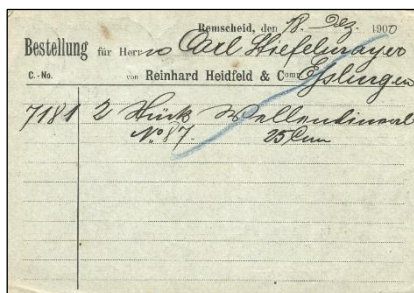 Remscheid, den 18. Dez. 1900
Bestellung für Herrn Carl Stiefelmayer
C.-No. von Reinhard Heidfeld & Comp. Esslingen
7181 2 Stück
No 87. 25 Cm